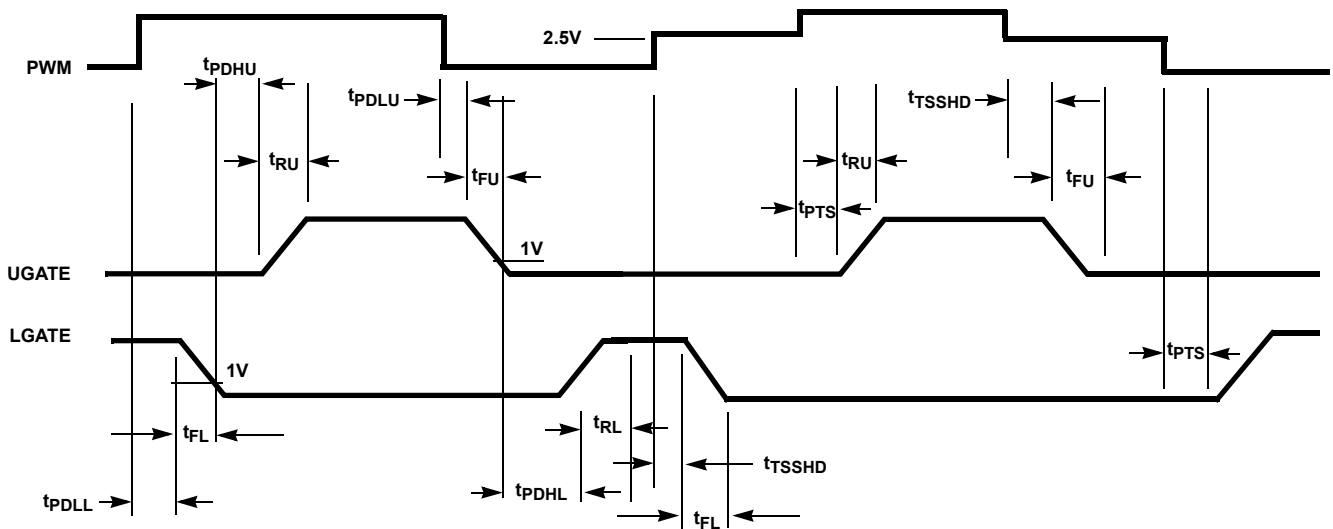 2.5V
PWM
tPDHU
tPDLU
tTSSHD
tRU
tRU
tFU
tFU
tPTS
1V
UGATE
LGATE
tPTS
1V
tRL
tFL
tTSSHD
tPDHL
tPDLL
tFL